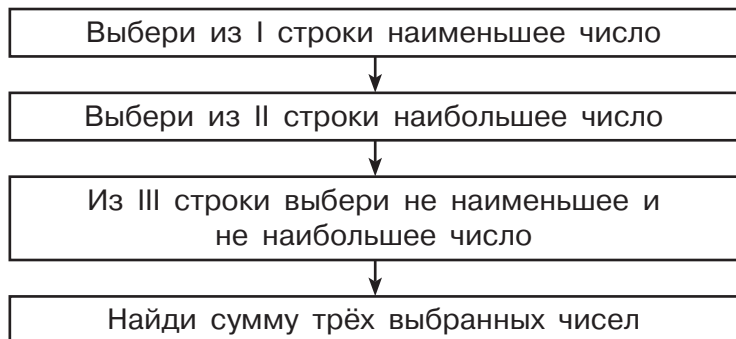 Выбери из I строки наименьшее число
Выбери из II строки наибольшее число
Из III строки выбери не наименьшее и
не наибольшее число
Найди сумму трёх выбранных чисел